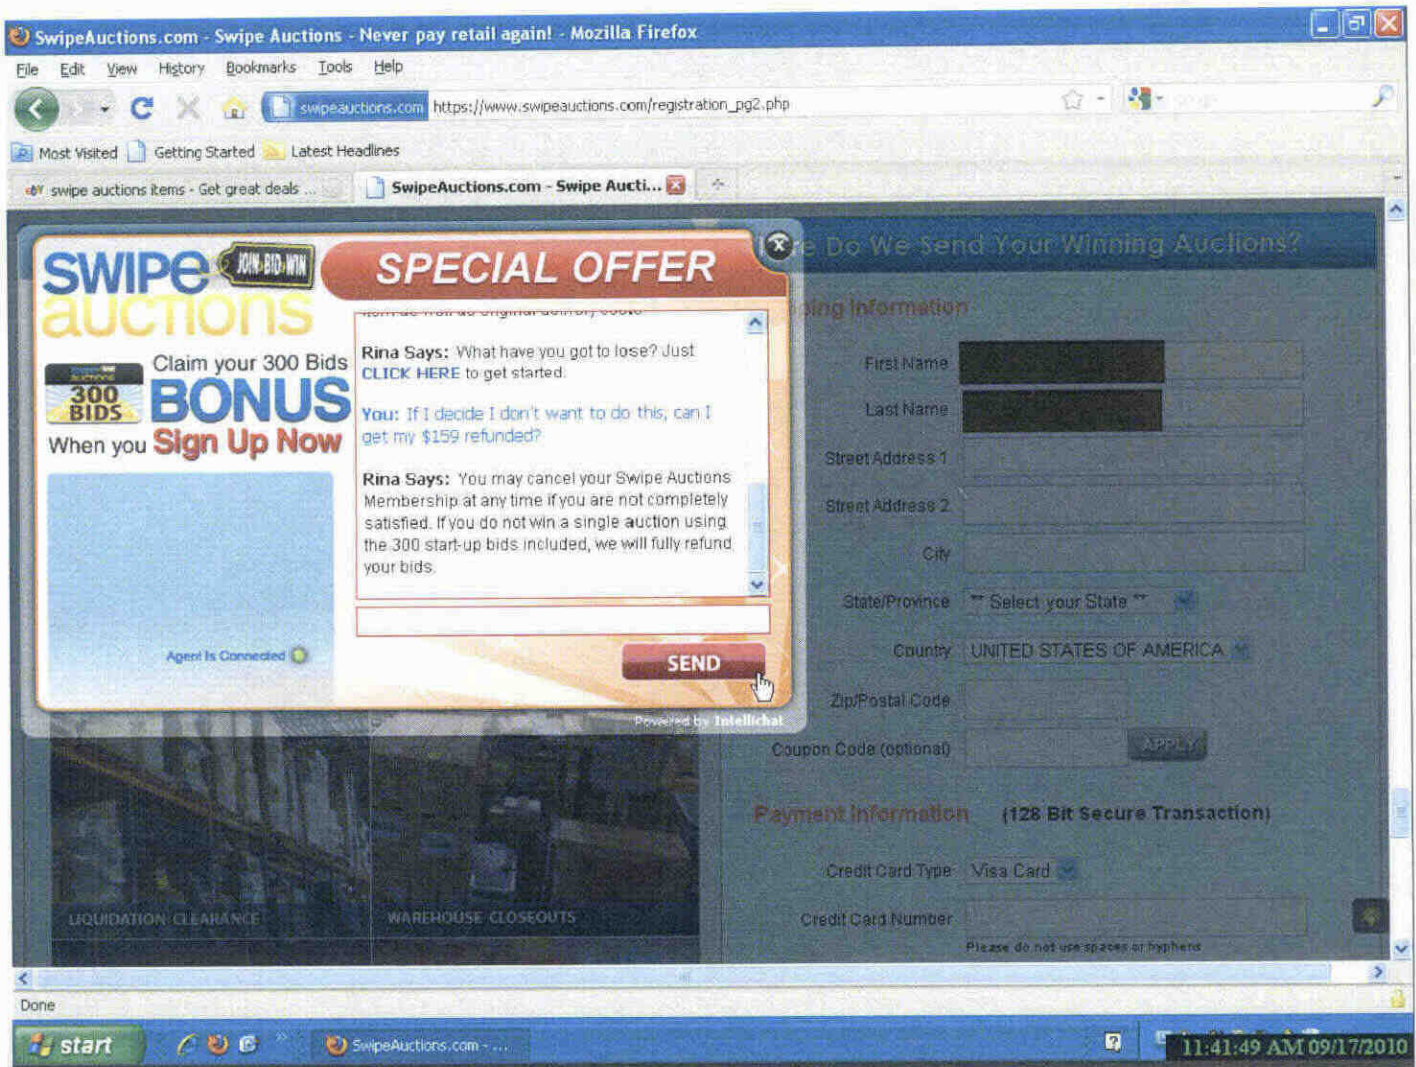 SwipeAuctions.com - Swipe Auctions - Never pay retail again! - Mozilla Firefox
File Edit View History Bookmarks Tools Help
swipeauctions.com https://www.swipeauctions.com/registration_pg2.php
Most Visited Getting Started Latest Headlines
swipe auctions items - Get great deals ... SwipeAuctions.com - Swipe Aucti...
SWIPe auctions
JOIN·BID·WIN
SPECIAL OFFER
Claim your 300 Bids
300 BIDS
BONUS
When you Sign Up Now
Agent Is Connected
Rina Says: What have you got to lose? Just
CLICK HERE to get started.
You: If I decide I don't want to do this, can I
get my $159 refunded?
Rina Says: You may cancel your Swipe Auctions
Membership at any time if you are not completely
satisfied. If you do not win a single auction using
the 300 start-up bids included, we will fully refund
your bids.
SEND
Powered by Intellichat
LIQUIDATION CLEARANCE
WAREHOUSE CLOSEOUTS
e Do We Send Your Winning Auctions?
ping Information
First Name
Last Name
Street Address 1
Street Address 2
City
State/Province ** Select your State **
Country UNITED STATES OF AMERICA
Zip/Postal Code
Coupon Code (optional) APPLY
Payment Information (128 Bit Secure Transaction)
Credit Card Type Visa Card
Credit Card Number
Please do not use spaces or hyphens
Done
start SwipeAuctions.com - ...
11:41:49 AM 09/17/2010